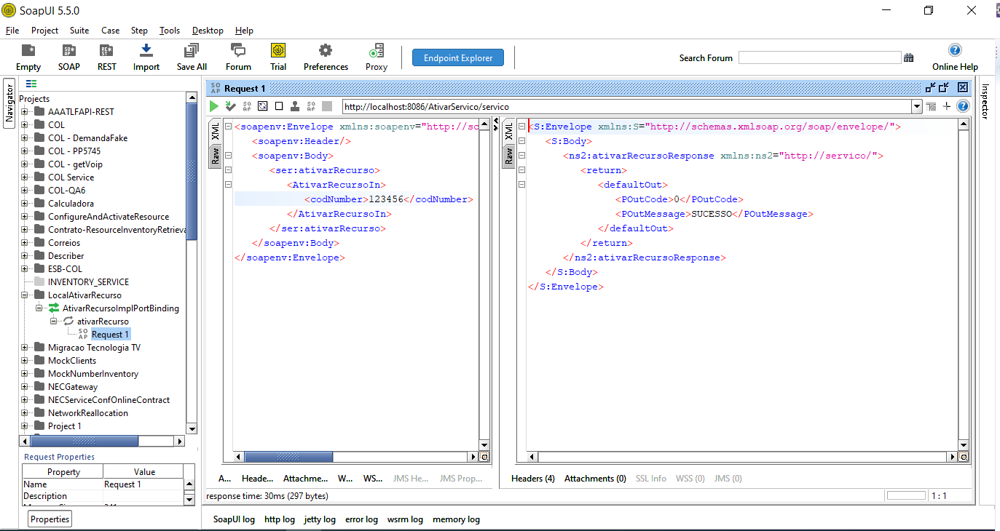 SoapUI 5.5.0
File Project Suite Case Step Tools Desktop Help
Empty SOAP REST Import Save All Forum Trial Preferences Proxy Endpoint Explorer Search Forum Online Help
Navigator
Projects
AAATLFAPI-REST
COL
COL - DemandaFake
COL - PP5745
COL - getVoip
COL Service
COL-QA6
Calculadora
ConfigureAndActivateResource
Contrato-ResourceInventoryRetrieva
Correios
Describer
ESB-COL
INVENTORY_SERVICE
LocalAtivarRecurso
AtivarRecursoImplPortBinding
ativarRecurso
SOAP Request 1
Migracao Tecnologia TV
MockClients
MockNumberInventory
NECGateway
NECServiceConfOnlineContract
NetworkReallocation
Project 1
Request Properties
Property Value
Name Request 1
Description
Properties
SOAP Request 1
http://localhost:8086/AtivarServico/servico
XML
Raw
<soapenv:Envelope xmlns:soapenv="http://sc
<soapenv:Header/>
<soapenv:Body>
<ser:ativarRecurso>
<AtivarRecursoIn>
<codNumber>123456</codNumber>
</AtivarRecursoIn>
</ser:ativarRecurso>
</soapenv:Body>
</soapenv:Envelope>
A... Heade... Attachme... W... WS... JMS He... JMS Prop...
XML
Raw
<S:Envelope xmlns:S="http://schemas.xmlsoap.org/soap/envelope/">
<S:Body>
<ns2:ativarRecursoResponse xmlns:ns2="http://servico/">
<return>
<defaultOut>
<POutCode>0</POutCode>
<POutMessage>SUCESSO</POutMessage>
</defaultOut>
</return>
</ns2:ativarRecursoResponse>
</S:Body>
</S:Envelope>
Headers (4) Attachments (0) SSL Info WSS (0) JMS (0)
response time: 30ms (297 bytes)
1 : 1
Inspector
SoapUI log http log jetty log error log wsrm log memory log